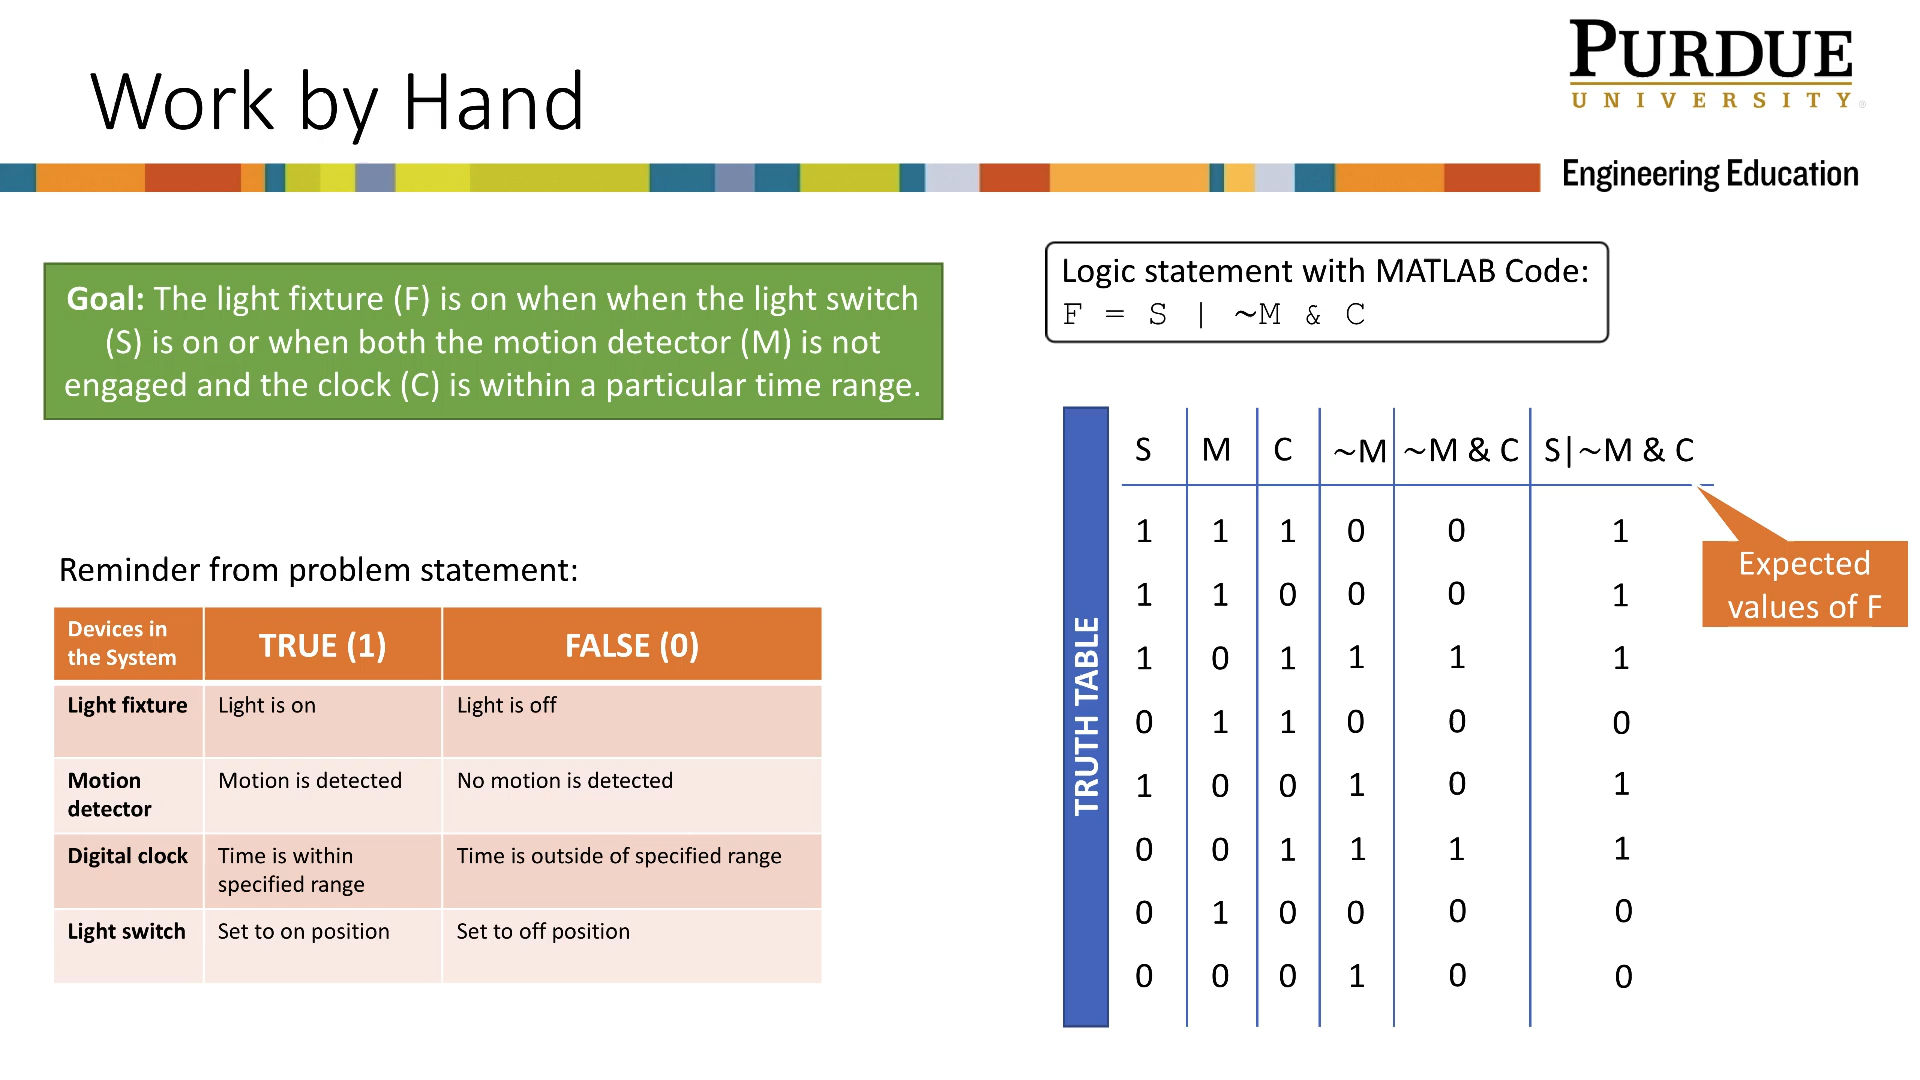 Work by Hand
PURDUE
UNIVERSITY®
Engineering Education
Goal: The light fixture (F) is on when when the light switch
(S) is on or when both the motion detector (M) is not
engaged and the clock (C) is within a particular time range.
Logic statement with MATLAB Code:
F = S | ~M & C
Reminder from problem statement:
Devices in
the System
TRUE (1)
FALSE (0)
Light fixture
Light is on
Light is off
Motion
detector
Motion is detected
No motion is detected
Digital clock
Time is within
specified range
Time is outside of specified range
Light switch
Set to on position
Set to off position
TRUTH TABLE
S M C ~M ~M & C S|~M & C
1 1 1 0 0 1
1 1 0 0 0 1
1 0 1 1 1 1
0 1 1 0 0 0
1 0 0 1 0 1
0 0 1 1 1 1
0 1 0 0 0 0
0 0 0 1 0 0
Expected
values of F